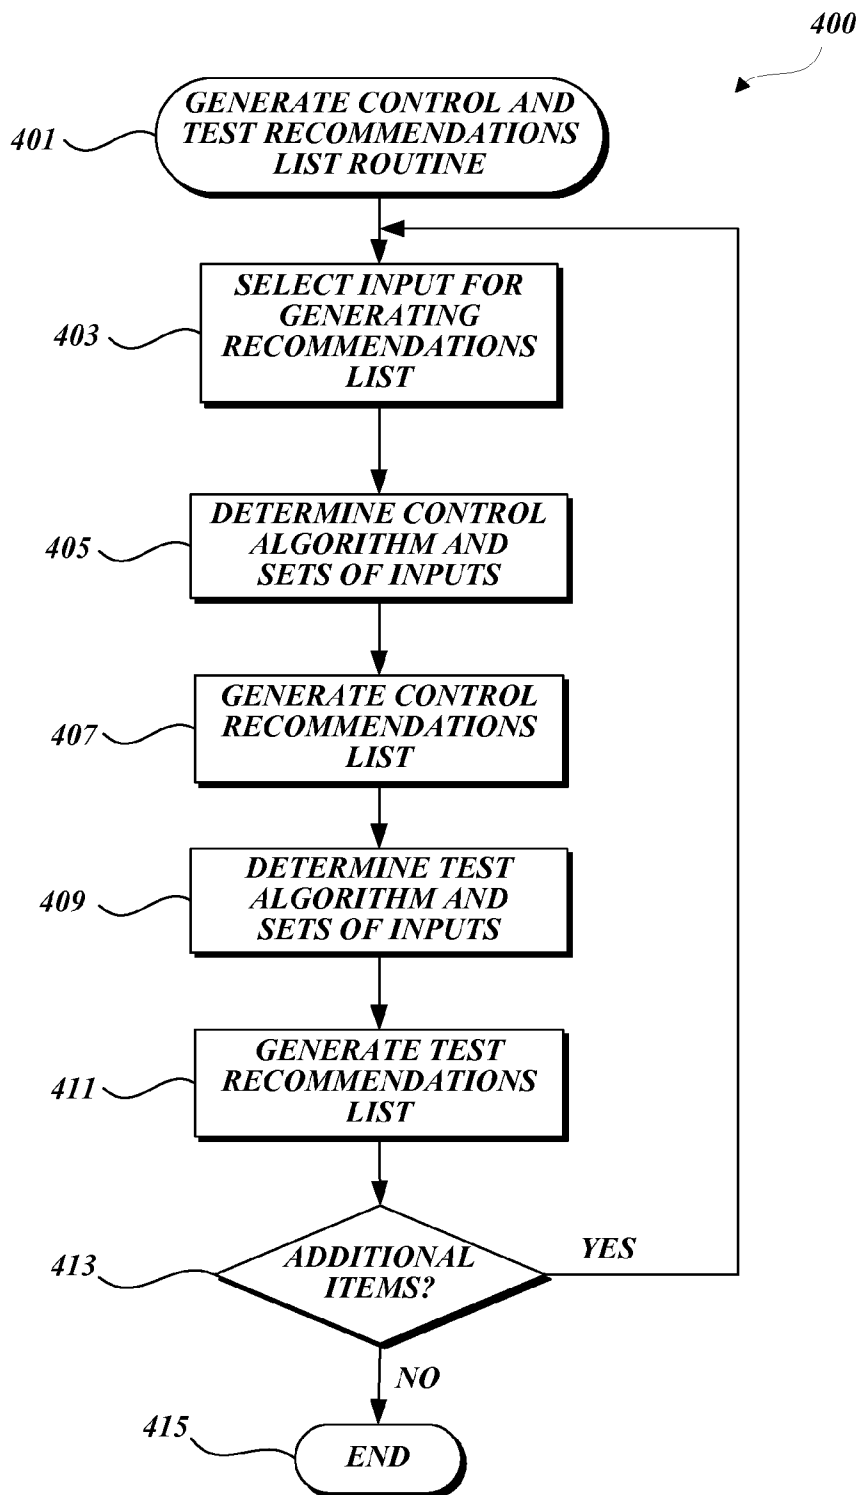 400
GENERATE CONTROL AND
TEST RECOMMENDATIONS
LIST ROUTINE
401
SELECT INPUT FOR
GENERATING
RECOMMENDATIONS
LIST
403
DETERMINE CONTROL
ALGORITHM AND
SETS OF INPUTS
405
GENERATE CONTROL
RECOMMENDATIONS
LIST
407
DETERMINE TEST
ALGORITHM AND
SETS OF INPUTS
409
GENERATE TEST
RECOMMENDATIONS
LIST
411
ADDITIONAL
ITEMS?
413
YES
NO
415
END